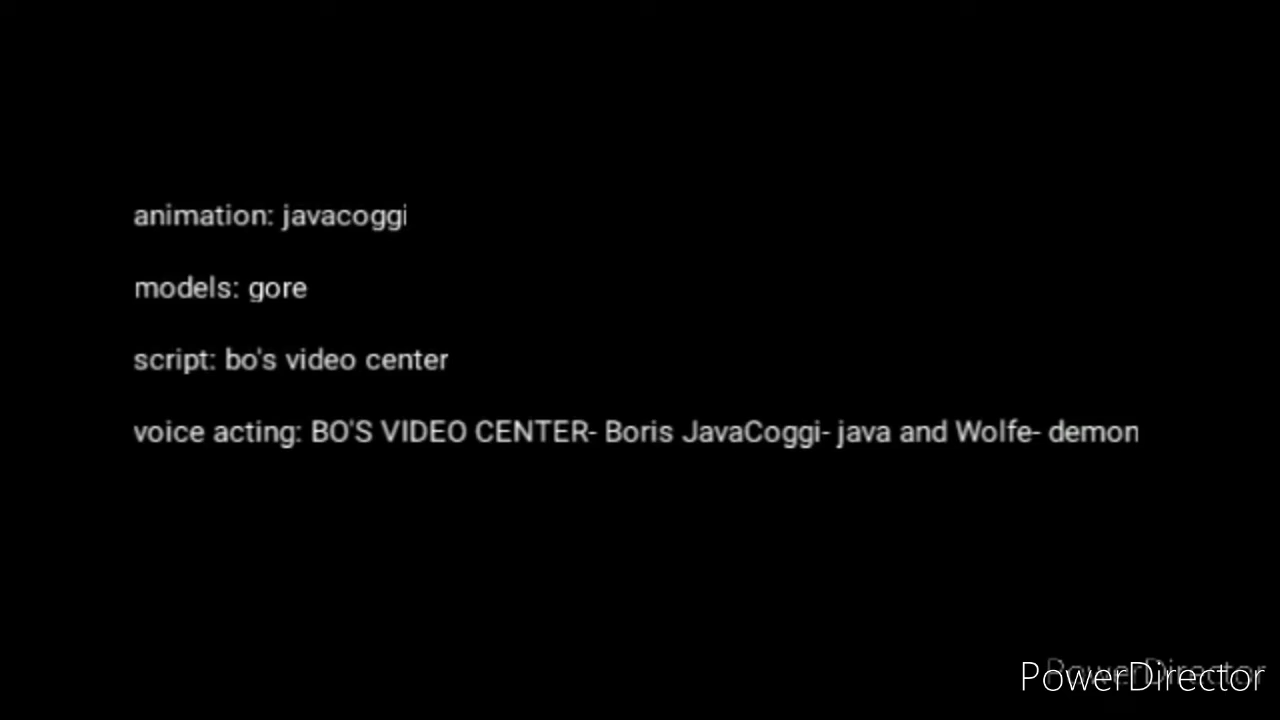 animation: javacoggi
models: gore
script: bo's video center
voice acting: BO'S VIDEO CENTER- Boris JavaCoggi- java and Wolfe- demon
PowerDirector
PowerDirector